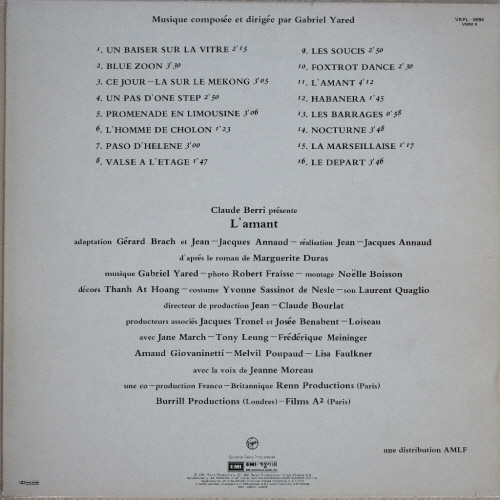 Musique composée et dirigée par Gabriel Yared
VKPL-0094
1. UN BAISER SUR LA VITRE 2'15
2. BLUE ZOON 3'30
3. CE JOUR-LA SUR LE MEKONG 3'05
4. UN PAS D'ONE STEP 2'50
5. PROMENADE EN LIMOUSINE 3'06
6. L'HOMME DE CHOLON 1'23
7. PASO D'HELENE 3'00
8. VALSE A L'ETAGE 1'47
9. LES SOUCIS 2'50
10. FOXTROT DANCE 2'30
11. L'AMANT 4'12
12. HABANERA 1'45
13. LES BARRAGES 0'58
14. NOCTURNE 3'48
15. LA MARSEILLAISE 1'17
16. LE DEPART 3'46
Claude Berri présente
L'amant
adaptation Gérard Brach et Jean-Jacques Annaud - réalisation Jean-Jacques Annaud
d'après le roman de Marguerite Duras
musique Gabriel Yared - photo Robert Fraisse - montage Noëlle Boisson
décors Thanh At Hoang - costume Yvonne Sassinot de Nesle - son Laurent Quaglio
directeur de production Jean-Claude Bourlat
producteurs associés Jacques Tronel et Josée Benabent-Loiseau
avec Jane March - Tony Leung - Frédérique Meininger
Arnaud Giovaninetti - Melvil Poupaud - Lisa Faulkner
avec la voix de Jeanne Moreau
une co-production Franco-Britannique Renn Productions (Paris)
Burrill Productions (Londres) - Films A2 (Paris)
une distribution AMLF
EMI